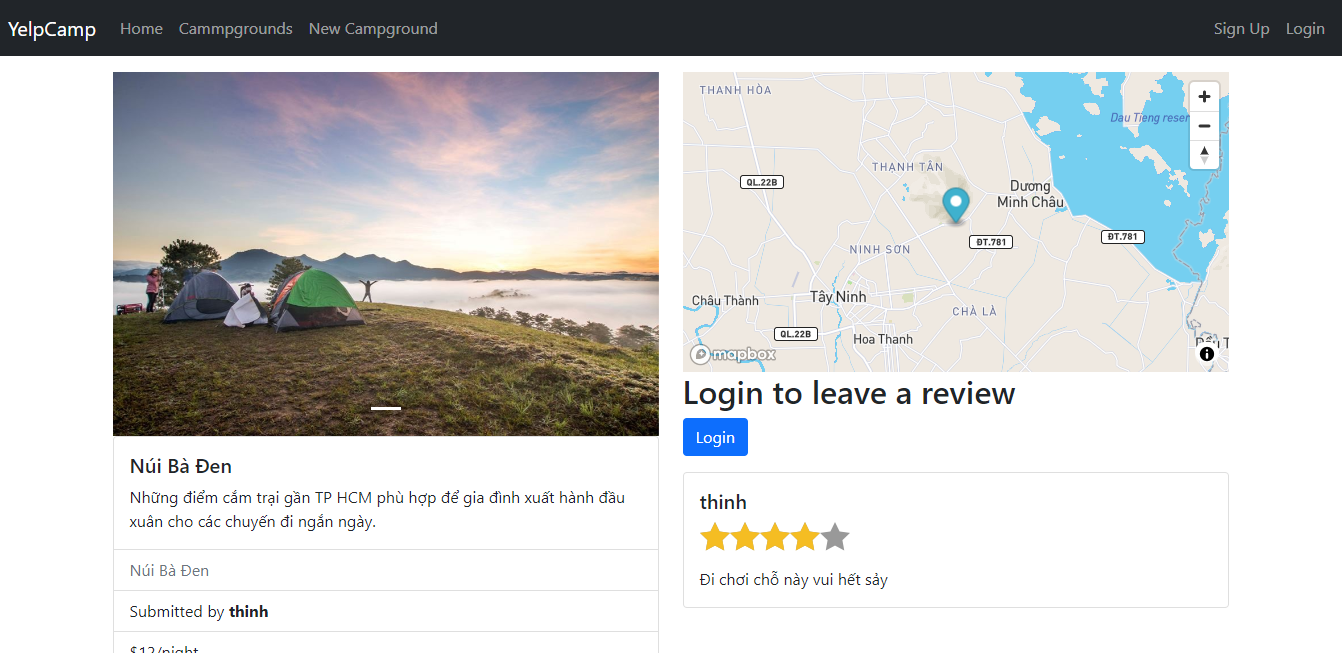 YelpCamp Home Cammpgrounds New Campground Sign Up Login
Núi Bà Đen
Những điểm cắm trại gần TP HCM phù hợp để gia đình xuất hành đầu
xuân cho các chuyến đi ngắn ngày.
Núi Bà Đen
Submitted by thinh
$12/night
THANH HÒA
Dau Tieng reser
THẠNH TÂN
QL.22B
Dương
Minh Châu
ĐT.781
ĐT.781
NINH SƠN
Châu Thành
Tây Ninh
CHÀ LÀ
QL.22B
Hoa Thanh
mapbox
Login to leave a review
Login
thinh
Đi chơi chỗ này vui hết sảy